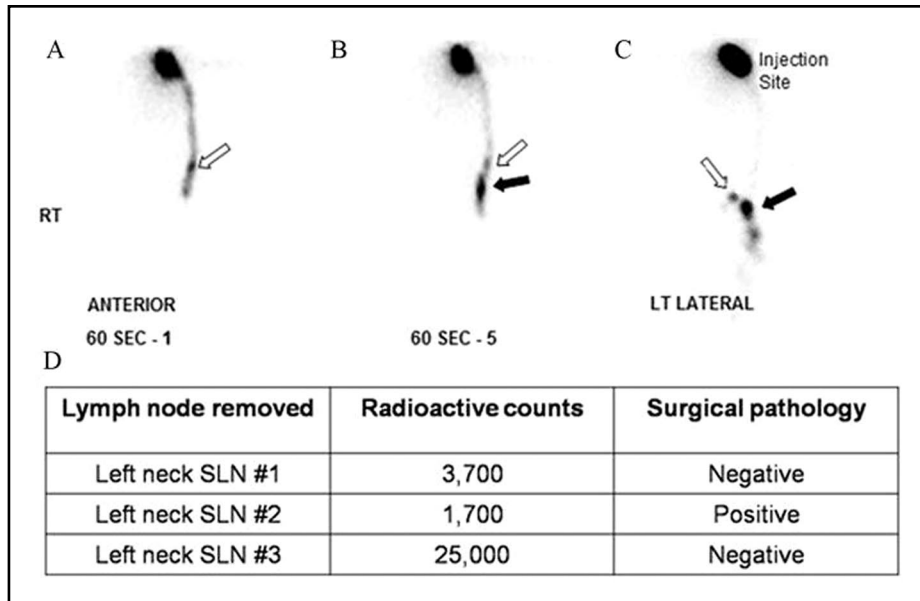 A
B
C
Injection
Site
RT
ANTERIOR
60 SEC - 1
60 SEC - 5
LT LATERAL
D
Lymph node removed Radioactive counts Surgical pathology
Left neck SLN #1 3,700 Negative
Left neck SLN #2 1,700 Positive
Left neck SLN #3 25,000 Negative